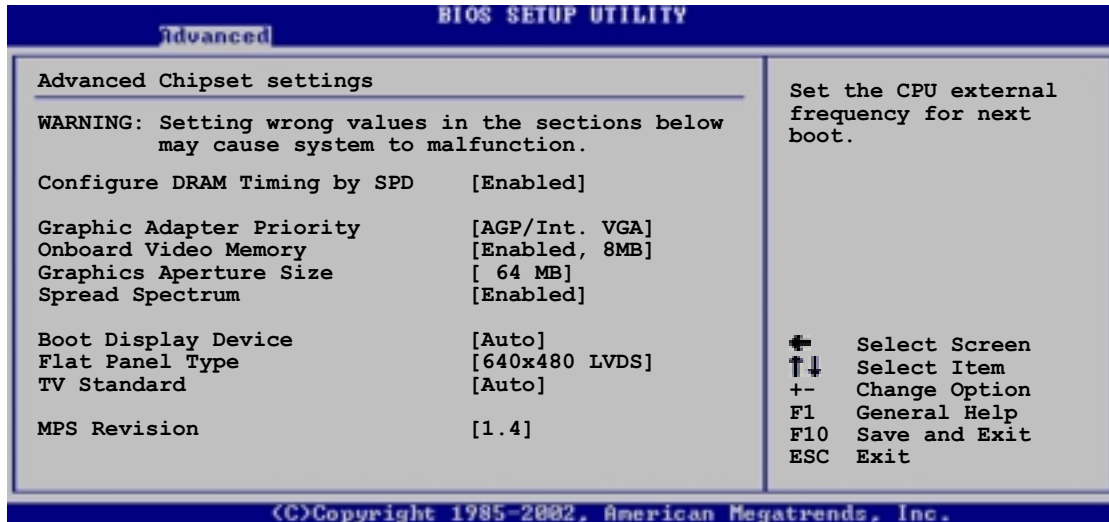 BIOS SETUP UTILITY
Advanced
Advanced Chipset settings
WARNING: Setting wrong values in the sections below
may cause system to malfunction.
Configure DRAM Timing by SPD [Enabled]
Graphic Adapter Priority [AGP/Int. VGA]
Onboard Video Memory [Enabled, 8MB]
Graphics Aperture Size [ 64 MB]
Spread Spectrum [Enabled]
Boot Display Device [Auto]
Flat Panel Type [640x480 LVDS]
TV Standard [Auto]
MPS Revision [1.4]
Set the CPU external
frequency for next
boot.
← Select Screen
↑↓ Select Item
+- Change Option
F1 General Help
F10 Save and Exit
ESC Exit
(C)Copyright 1985-2002, American Megatrends, Inc.